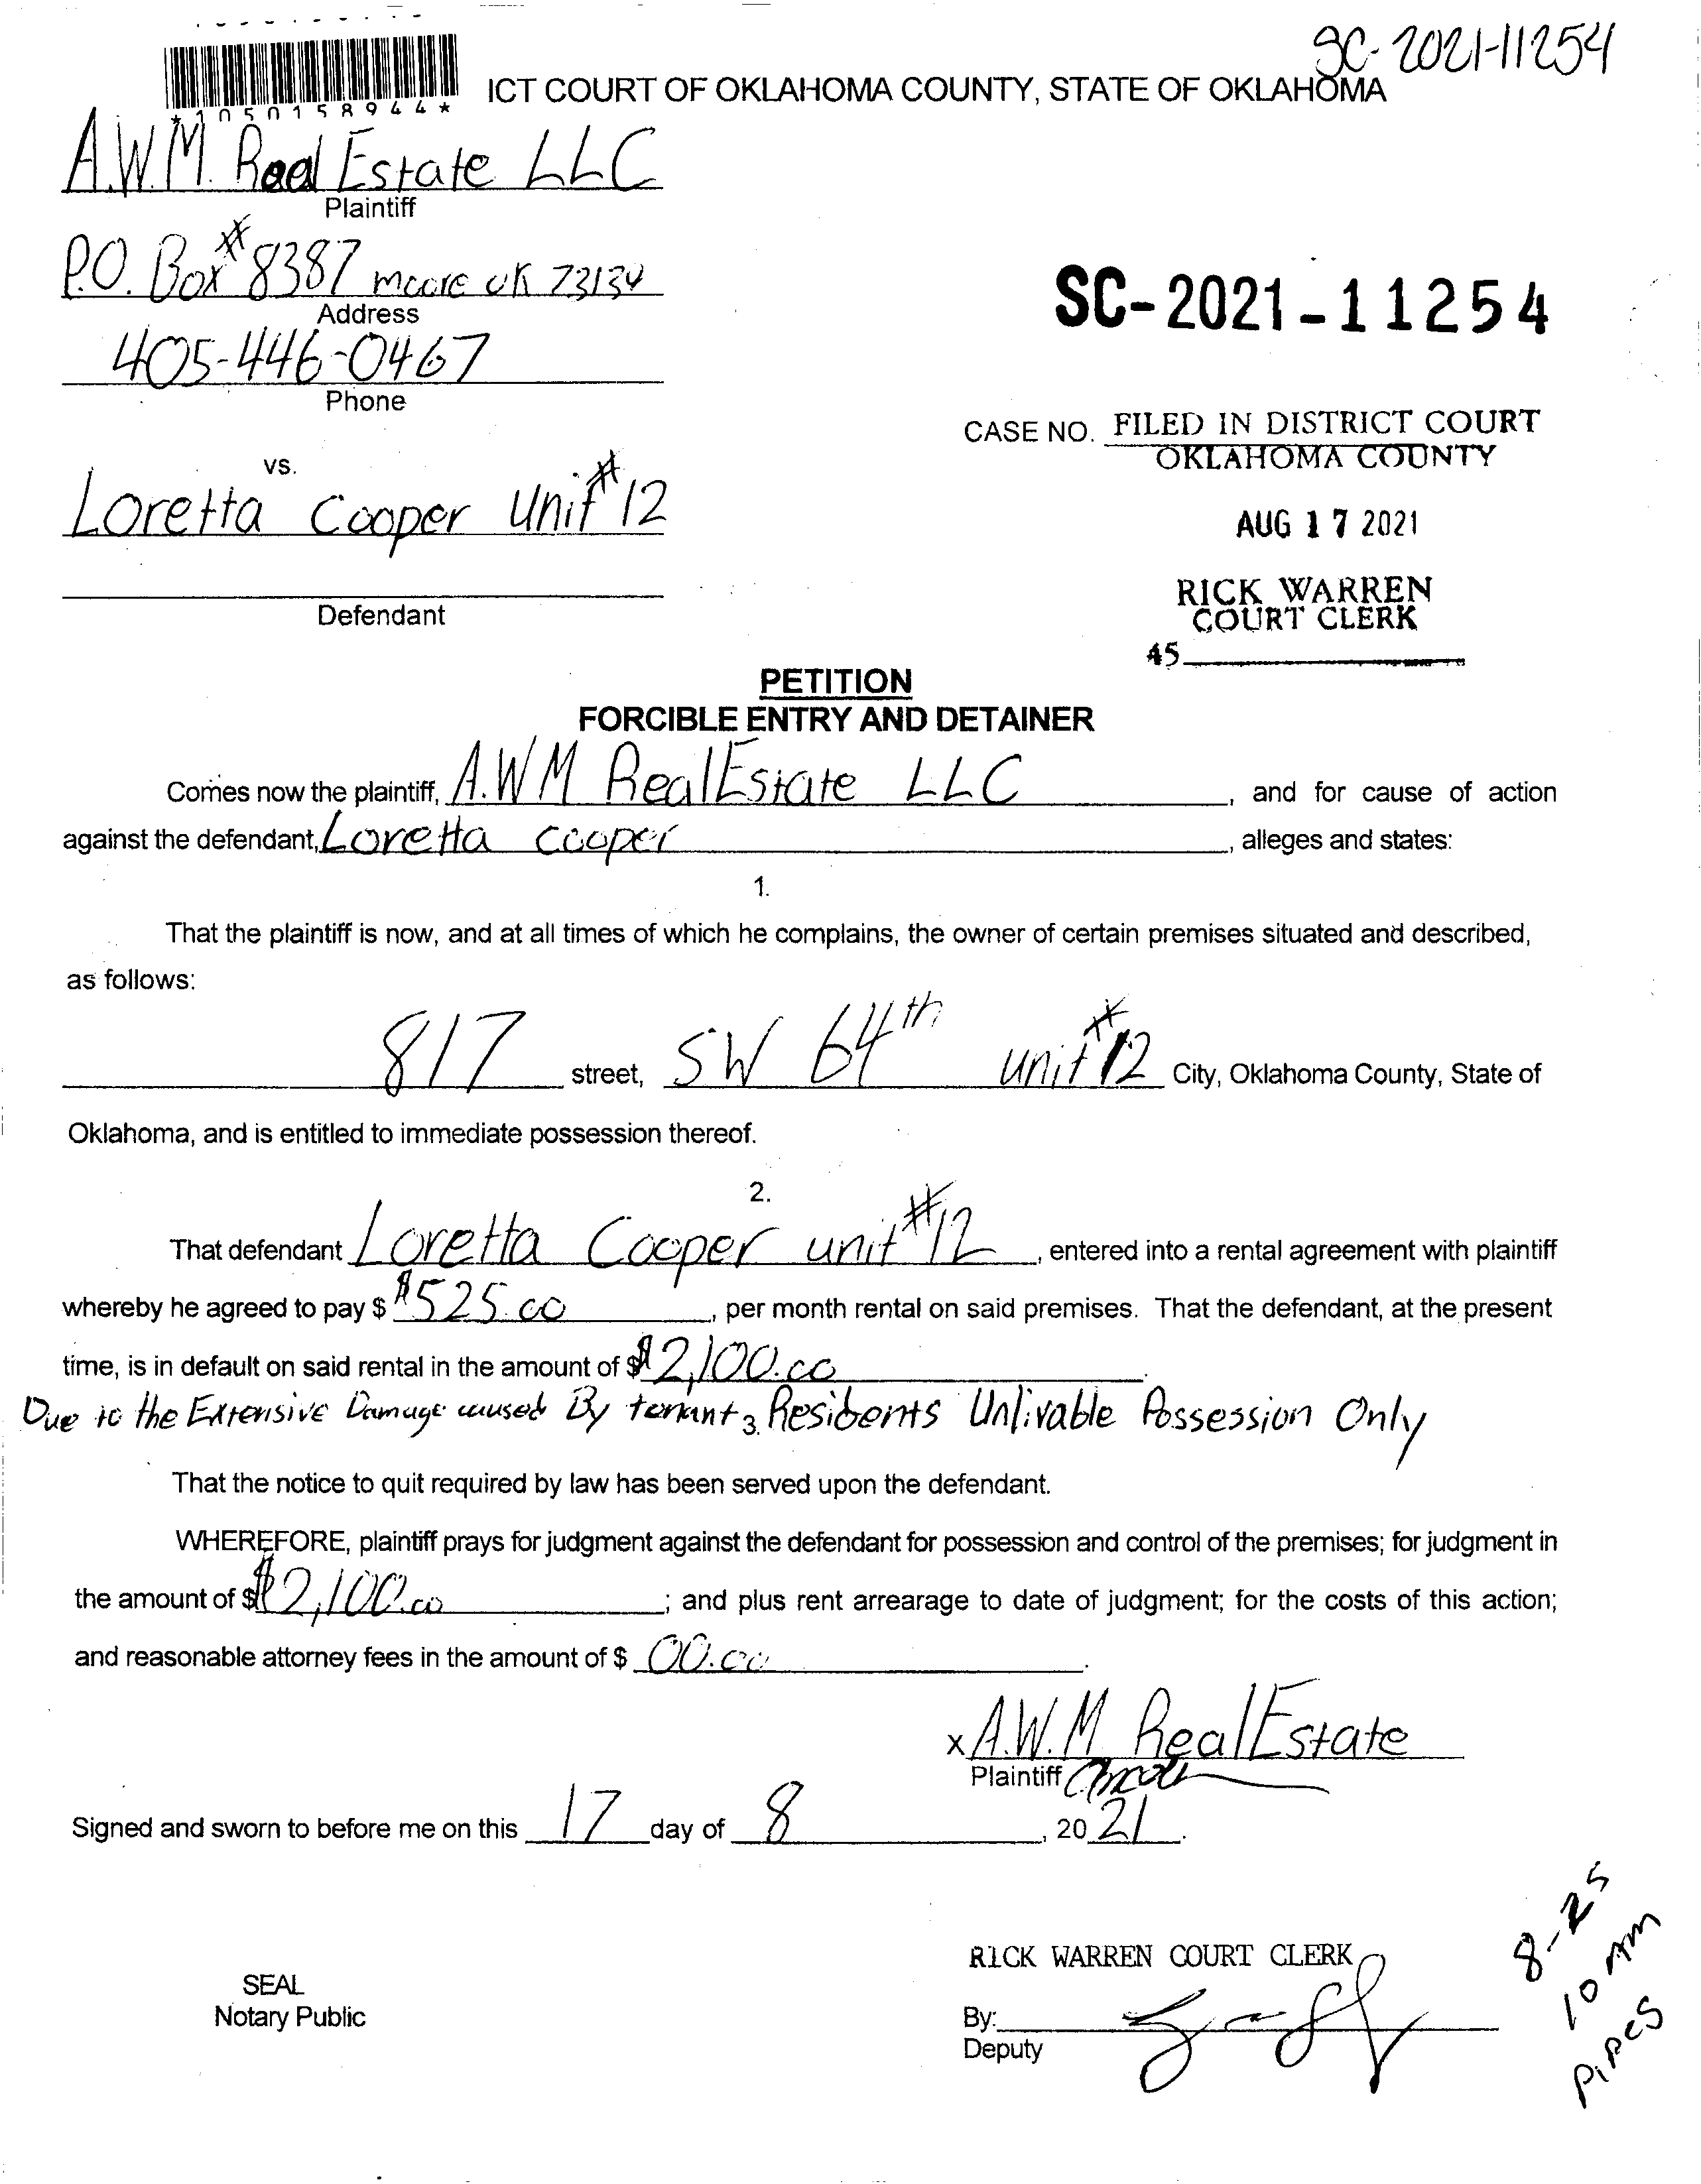 SC-2021-11254
*1050158944*
ICT COURT OF OKLAHOMA COUNTY, STATE OF OKLAHOMA
A.W.M. Real Estate LLC
Plaintiff
P.O. Box # 8387 Moore OK
Address
405-446-0467
Phone
SC-2021-11254
CASE NO. FILED IN DISTRICT COURT
OKLAHOMA COUNTY
AUG 17 2021
RICK WARREN
COURT CLERK
45
vs.
Loretta Cooper Unit #12
Defendant
PETITION
FORCIBLE ENTRY AND DETAINER
Comes now the plaintiff, A.WM RealEstate LLC, and for cause of action
against the defendant, Loretta cooper, alleges and states:
1.
That the plaintiff is now, and at all times of which he complains, the owner of certain premises situated and described,
as follows:
817 street, SW 64th unit #12 City, Oklahoma County, State of
Oklahoma, and is entitled to immediate possession thereof.
2.
That defendant Loretta Cooper unit #12, entered into a rental agreement with plaintiff
whereby he agreed to pay $ $525.00, per month rental on said premises. That the defendant, at the present
time, is in default on said rental in the amount of $ $2,100.00.
Due to the Extensive Damage caused By tenant Residents Unlivable Possession Only
3.
That the notice to quit required by law has been served upon the defendant.
WHEREFORE, plaintiff prays for judgment against the defendant for possession and control of the premises; for judgment in
the amount of $ $2,100.00; and plus rent arrearage to date of judgment; for the costs of this action;
and reasonable attorney fees in the amount of $ 00.00.
x A.W.M RealEstate
Plaintiff
Signed and sworn to before me on this 17 day of 8, 2021.
8-25
10 AM
PIPES
RICK WARREN COURT CLERK
SEAL
Notary Public
By:
Deputy